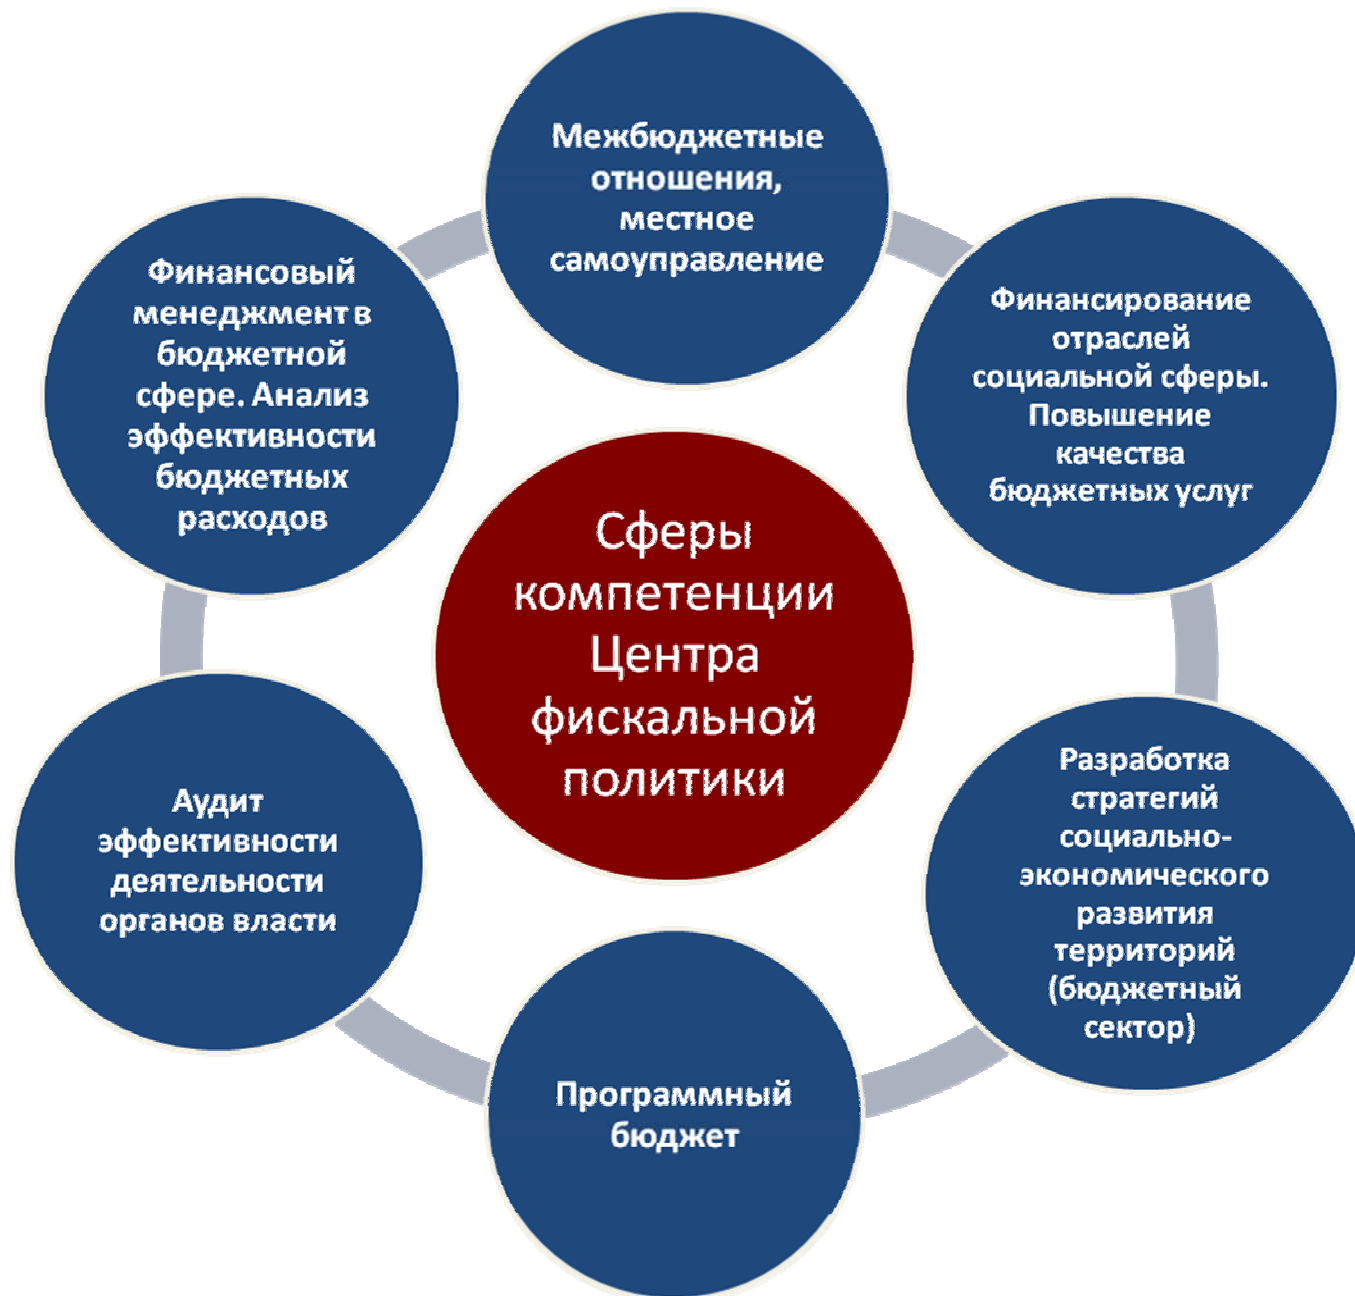 Межбюджетные
отношения,
местное
самоуправление
Финансирование
отраслей
социальной сферы.
Повышение
качества
бюджетных услуг
Разработка
стратегий
социально-
экономического
развития
территорий
(бюджетный
сектор)
Программный
бюджет
Аудит
эффективности
деятельности
органов власти
Финансовый
менеджмент в
бюджетной
сфере. Анализ
эффективности
бюджетных
расходов
Сферы
компетенции
Центра
фискальной
политики